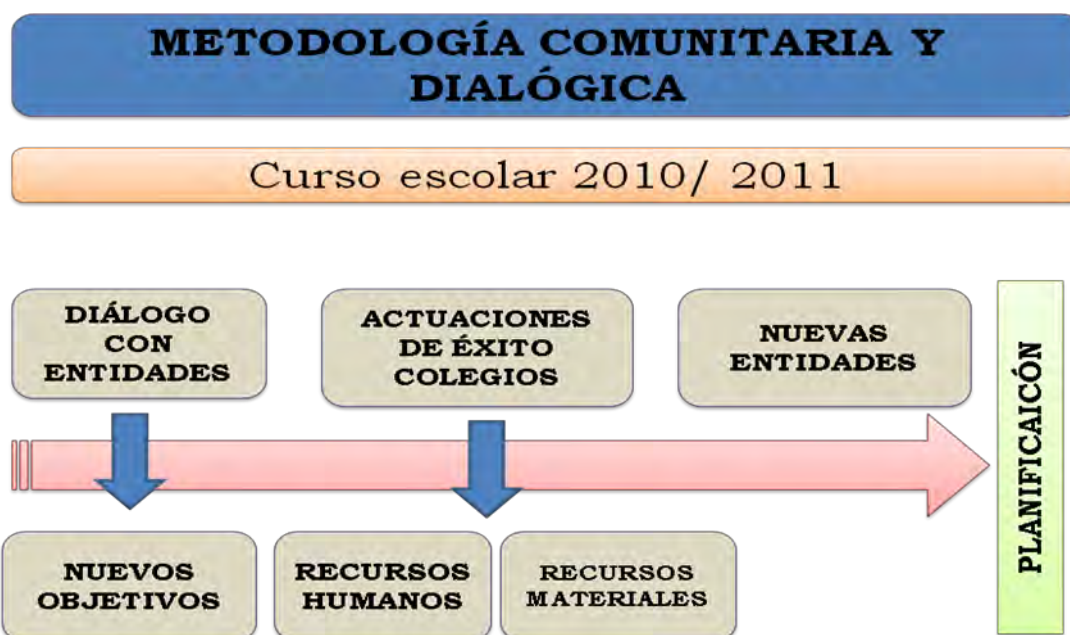 METODOLOGÍA COMUNITARIA Y
DIALÓGICA
Curso escolar 2010/ 2011
DIÁLOGO
CON
ENTIDADES
ACTUACIONES
DE ÉXITO
COLEGIOS
NUEVAS
ENTIDADES
PLANIFICAICÓN
NUEVOS
OBJETIVOS
RECURSOS
HUMANOS
RECURSOS
MATERIALES